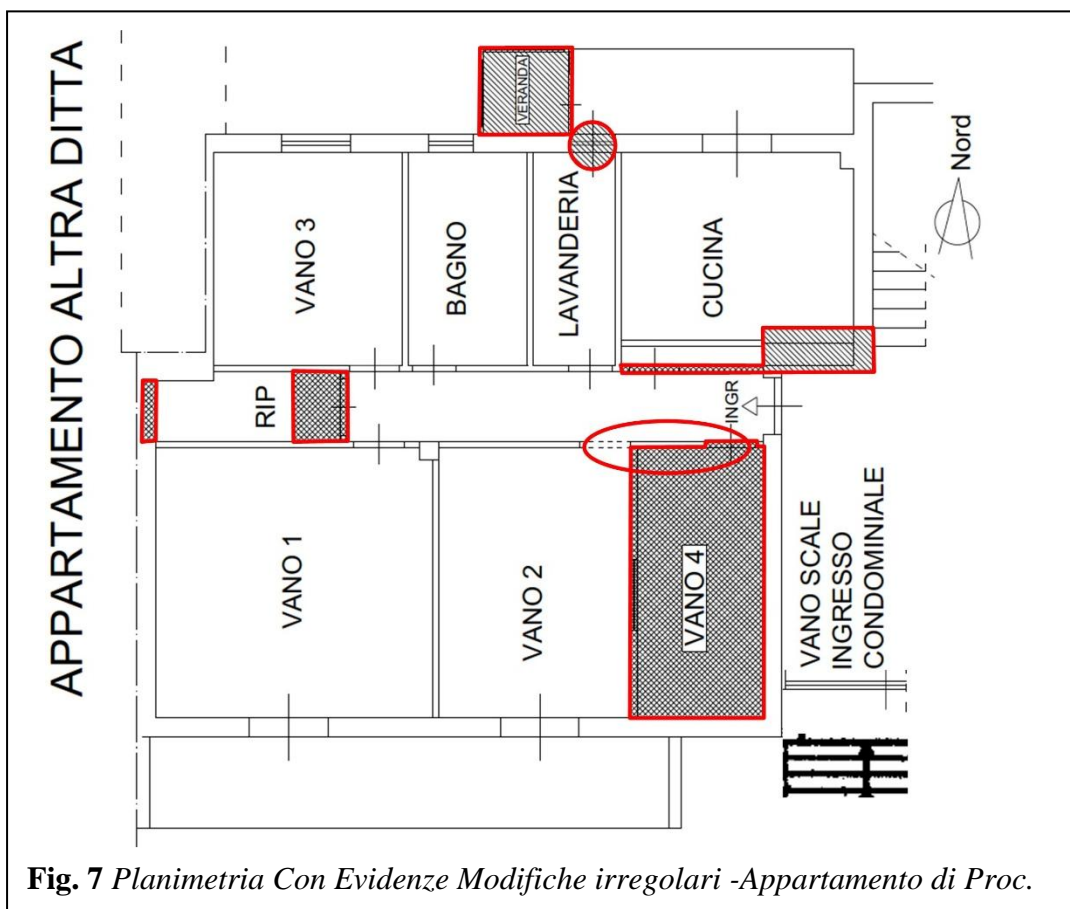 APPARTAMENTO ALTRA DITTA
VERANDA
VANO 3
BAGNO
LAVANDERIA
CUCINA
Nord
RIP
INGR
VANO 1
VANO 2
VANO 4
VANO SCALE
INGRESSO
CONDOMINIALE
Fig. 7 Planimetria Con Evidenze Modifiche irregolari -Appartamento di Proc.